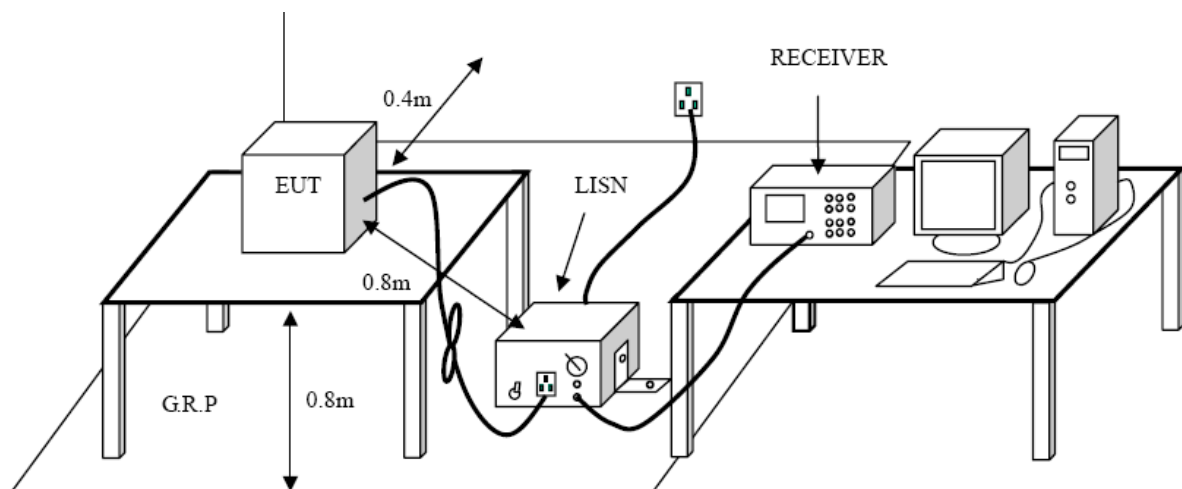 RECEIVER
0.4m
EUT
LISN
0.8m
G.R.P
0.8m